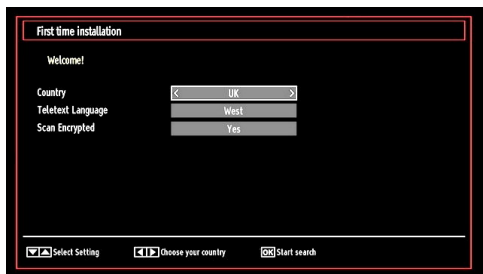 First time installation
Welcome!
Country < UK >
Teletext Language West
Scan Encrypted Yes
Select Setting Choose your country OK Start search